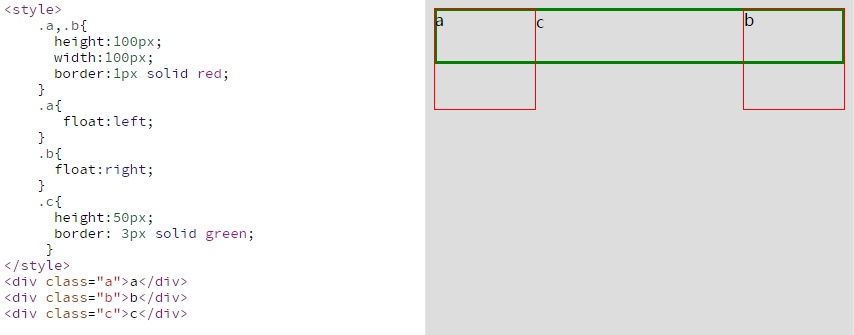 <style>
.a,.b{
height:100px;
width:100px;
border:1px solid red;
}
.a{
float:left;
}
.b{
float:right;
}
.c{
height:50px;
border: 3px solid green;
}
</style>
<div class="a">a</div>
<div class="b">b</div>
<div class="c">c</div>
a c b